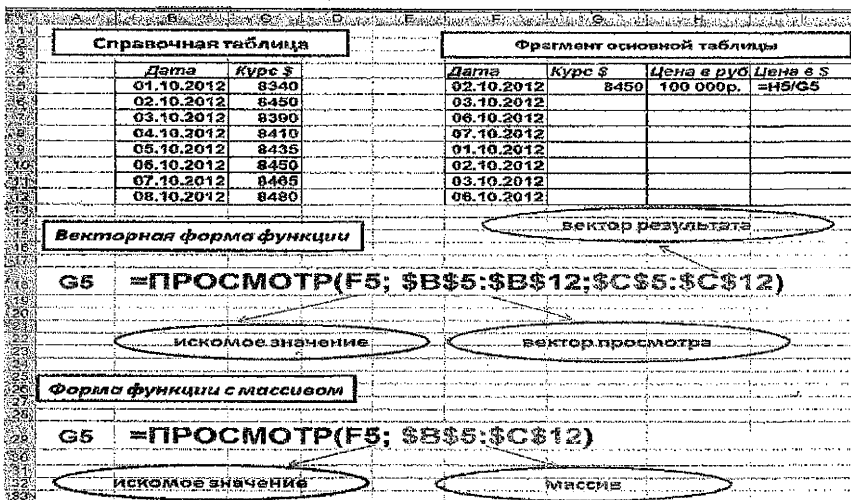 A B C D E F G H
Справочная таблица Фрагмент основной таблицы
Дата Курс $ Дата Курс $ Цена в руб Цена в $
01.10.2012 8340 02.10.2012 8450 100 000р. =H5/G5
02.10.2012 8450 03.10.2012
03.10.2012 8390 06.10.2012
04.10.2012 8410 07.10.2012
05.10.2012 8435 01.10.2012
06.10.2012 8450 02.10.2012
07.10.2012 8465 03.10.2012
08.10.2012 8480 06.10.2012
вектор результата
Векторная форма функции
G5 =ПРОСМОТР(F5; $B$5:$B$12;$C$5:$C$12)
искомое значение вектор просмотра
Форма функции с массивом
G5 =ПРОСМОТР(F5; $B$5:$C$12)
искомое значение массив